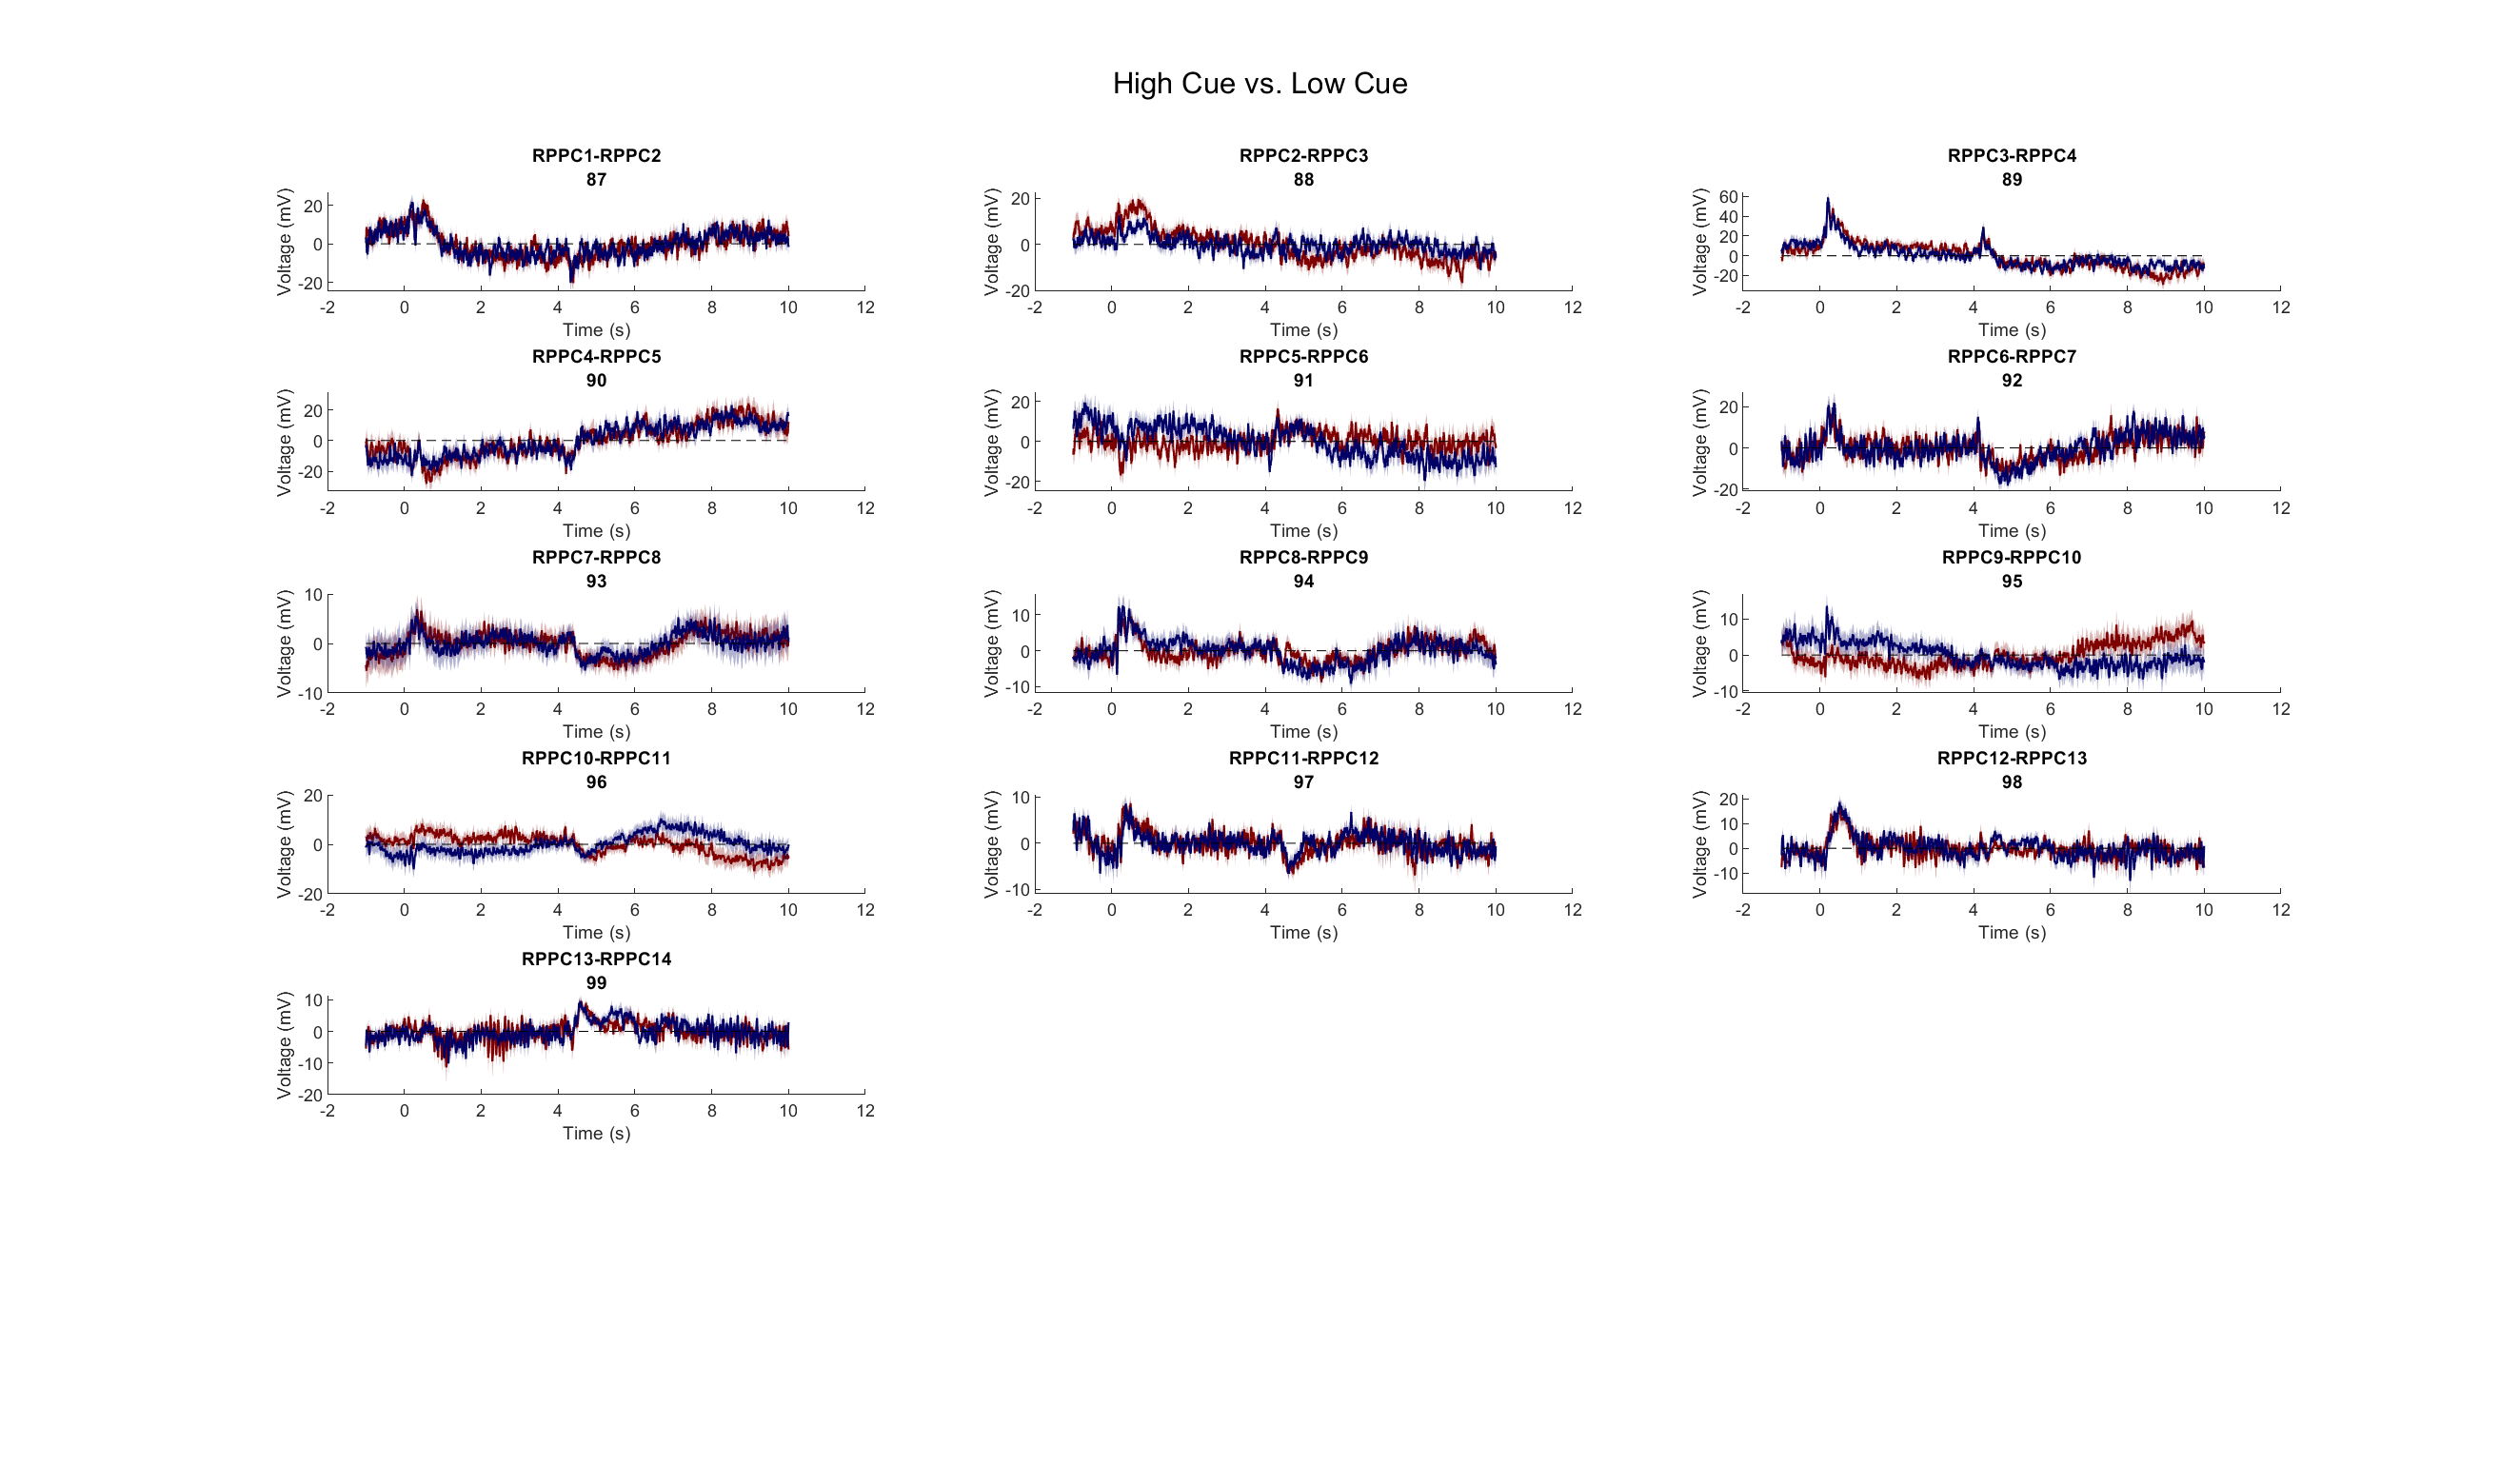 High Cue vs. Low Cue
RPPC1-RPPC2
87
Voltage (mV)
20
0
-20
-2 0 2 4 6 8 10 12
Time (s)
RPPC2-RPPC3
88
Voltage (mV)
20
0
-20
-2 0 2 4 6 8 10 12
Time (s)
RPPC3-RPPC4
89
Voltage (mV)
60
40
20
0
-20
-2 0 2 4 6 8 10 12
Time (s)
RPPC4-RPPC5
90
Voltage (mV)
20
0
-20
-2 0 2 4 6 8 10 12
Time (s)
RPPC5-RPPC6
91
Voltage (mV)
20
0
-20
-2 0 2 4 6 8 10 12
Time (s)
RPPC6-RPPC7
92
Voltage (mV)
20
0
-20
-2 0 2 4 6 8 10 12
Time (s)
RPPC7-RPPC8
93
Voltage (mV)
10
0
-10
-2 0 2 4 6 8 10 12
Time (s)
RPPC8-RPPC9
94
Voltage (mV)
10
0
-10
-2 0 2 4 6 8 10 12
Time (s)
RPPC9-RPPC10
95
Voltage (mV)
10
0
-10
-2 0 2 4 6 8 10 12
Time (s)
RPPC10-RPPC11
96
Voltage (mV)
20
0
-20
-2 0 2 4 6 8 10 12
Time (s)
RPPC11-RPPC12
97
Voltage (mV)
10
0
-10
-2 0 2 4 6 8 10 12
Time (s)
RPPC12-RPPC13
98
Voltage (mV)
20
10
0
-10
-2 0 2 4 6 8 10 12
Time (s)
RPPC13-RPPC14
99
Voltage (mV)
10
0
-10
-20
-2 0 2 4 6 8 10 12
Time (s)